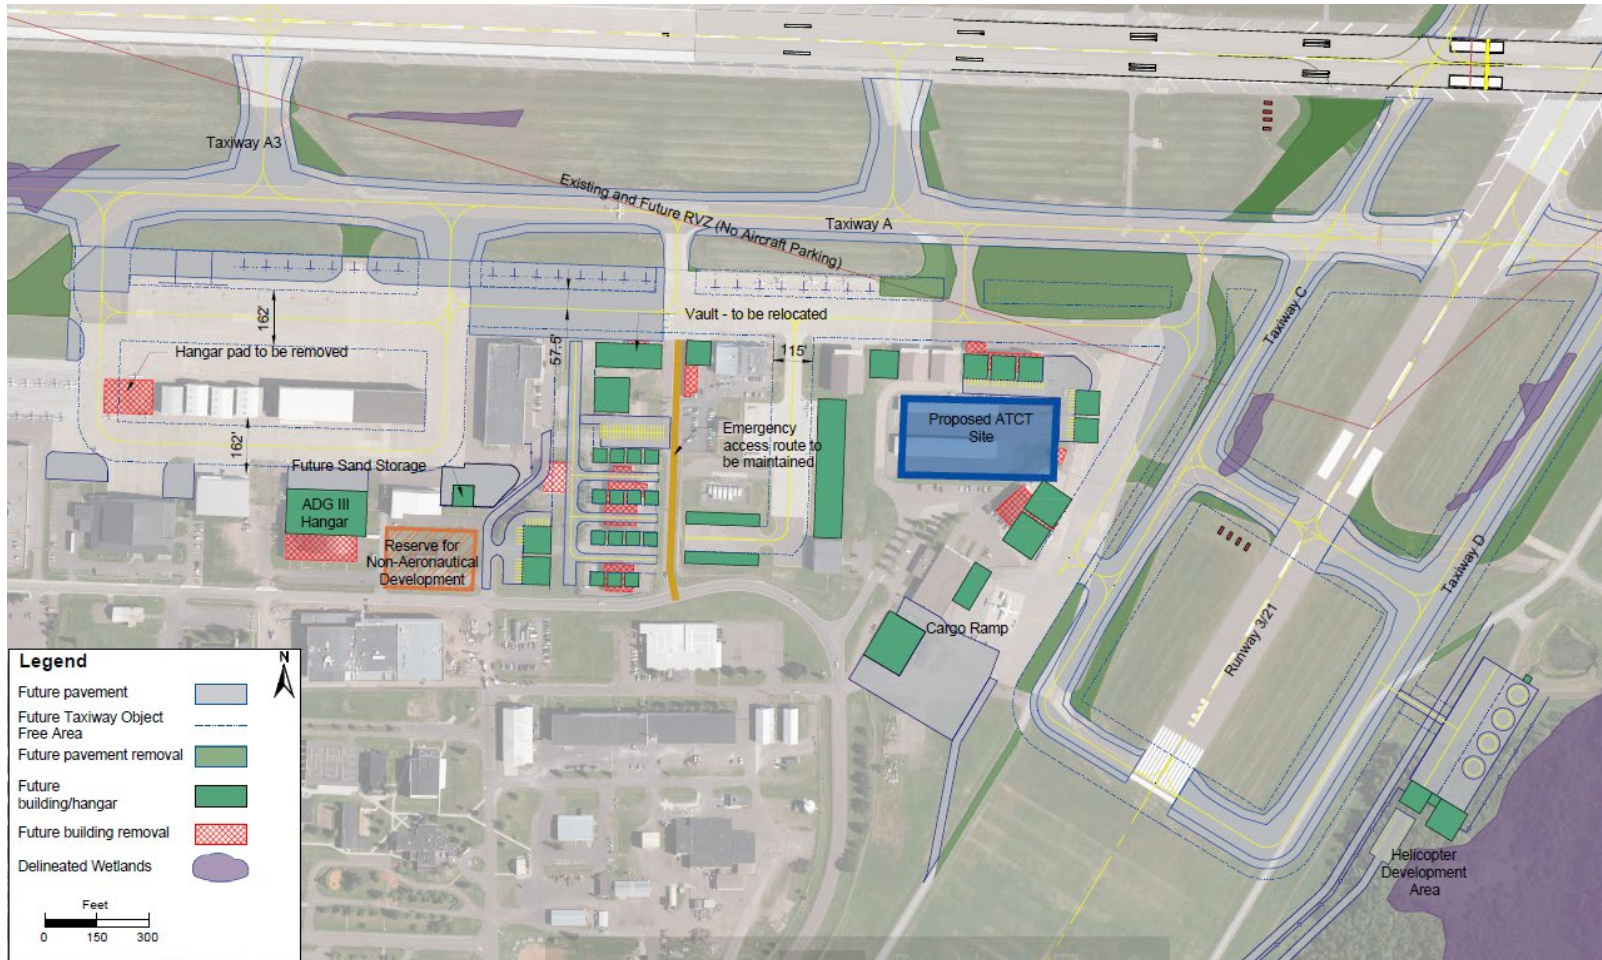 Taxiway A3
Existing and Future RVZ (No Aircraft Parking)
Taxiway A
Taxiway C
162'
Hangar pad to be removed
Vault - to be relocated
57.5'
115'
162'
Future Sand Storage
Emergency
access route to
be maintained
Proposed ATCT
Site
ADG III
Hangar
Reserve for
Non-Aeronautical
Development
Taxiway D
Runway 3/21
Cargo Ramp
Helicopter
Development
Area
Legend
N
Future pavement
Future Taxiway Object
Free Area
Future pavement removal
Future
building/hangar
Future building removal
Delineated Wetlands
Feet
0 150 300